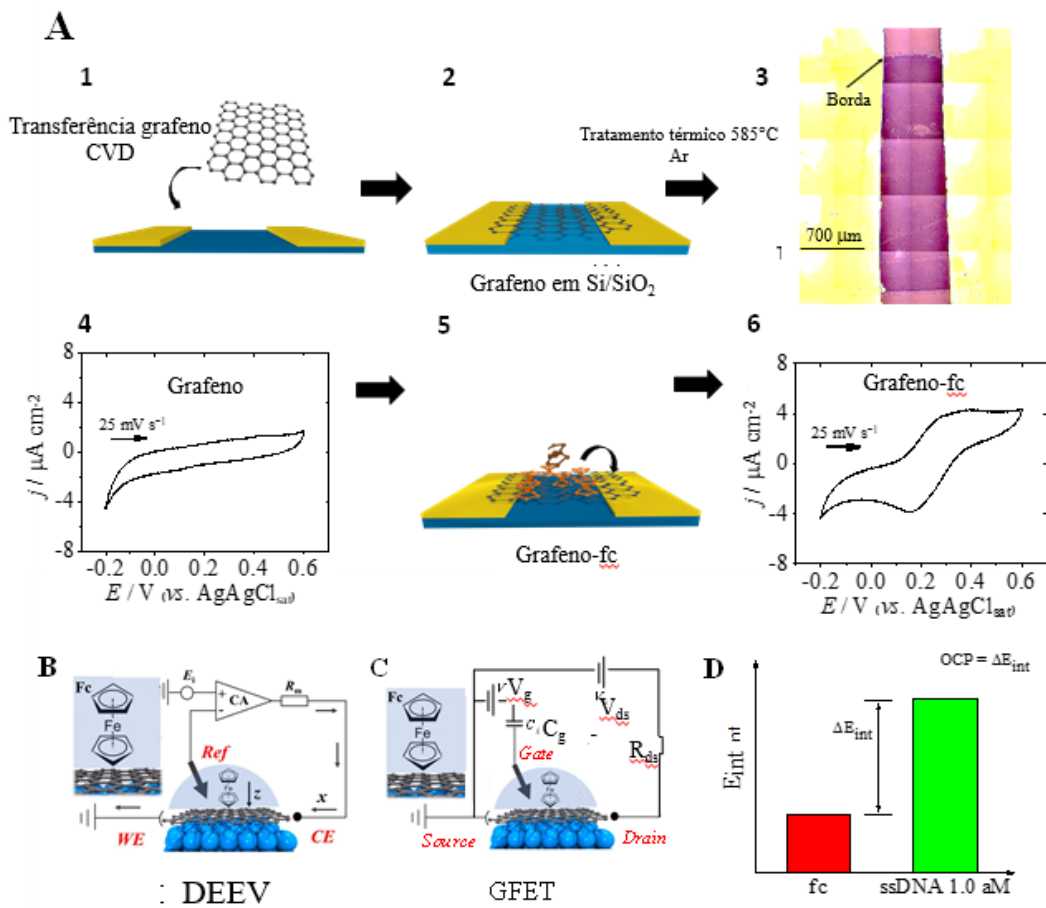 A
1
2
3
Transferência grafeno
CVD
Grafeno em Si/SiO2
Tratamento térmico 585°C
Ar
Borda
700 µm
4
8
4
0
-4
-8
j / µA cm-2
Grafeno
25 mV s−1
-0.2 0.0 0.2 0.4 0.6
E / V (vs. AgAgClsat)
5
Grafeno-fc
6
8
4
0
-4
-8
j / µA cm-2
Grafeno-fc
25 mV s−1
-0.2 0.0 0.2 0.4 0.6
E / V (vs. AgAgClsat)
B
Fc
Fe
Ei
+
CA
-
Rm
Ref
Fe
z
x
WE
CE
: DEEV
C
Fc
Fe
Vg
Cg
Vds
Rds
Gate
Fe
Source
Drain
GFET
D
OCP = ΔEint
ΔEint
Eint
fc
ssDNA 1.0 aM